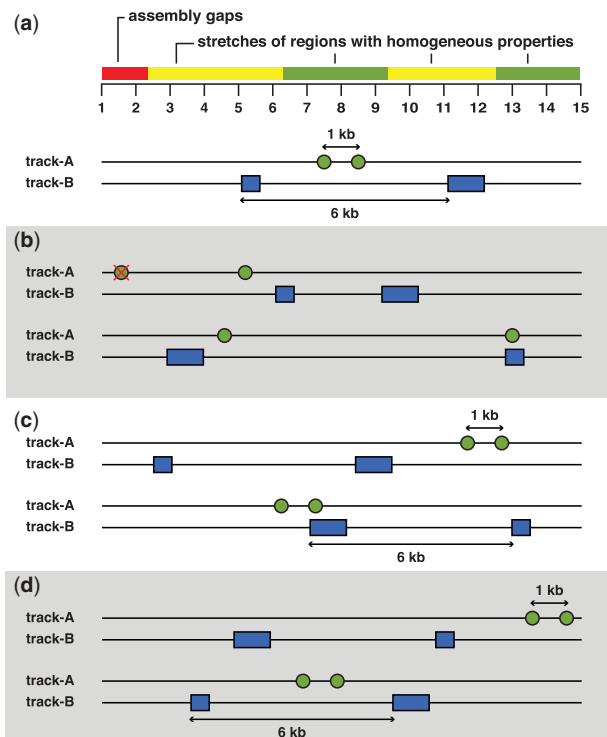 (a)
assembly gaps
stretches of regions with homogeneous properties
1 2 3 4 5 6 7 8 9 10 11 12 13 14 15
1 kb
track-A
track-B
6 kb
(b)
track-A
track-B
track-A
track-B
(c)
1 kb
track-A
track-B
track-A
track-B
6 kb
(d)
1 kb
track-A
track-B
track-A
track-B
6 kb